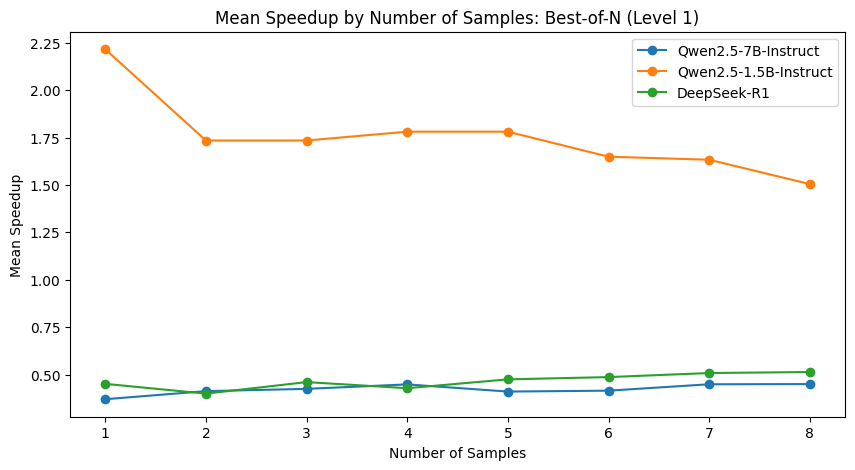 Mean Speedup by Number of Samples: Best-of-N (Level 1)
Qwen2.5-7B-Instruct
Qwen2.5-1.5B-Instruct
DeepSeek-R1
Mean Speedup
2.25
2.00
1.75
1.50
1.25
1.00
0.75
0.50
1 2 3 4 5 6 7 8
Number of Samples